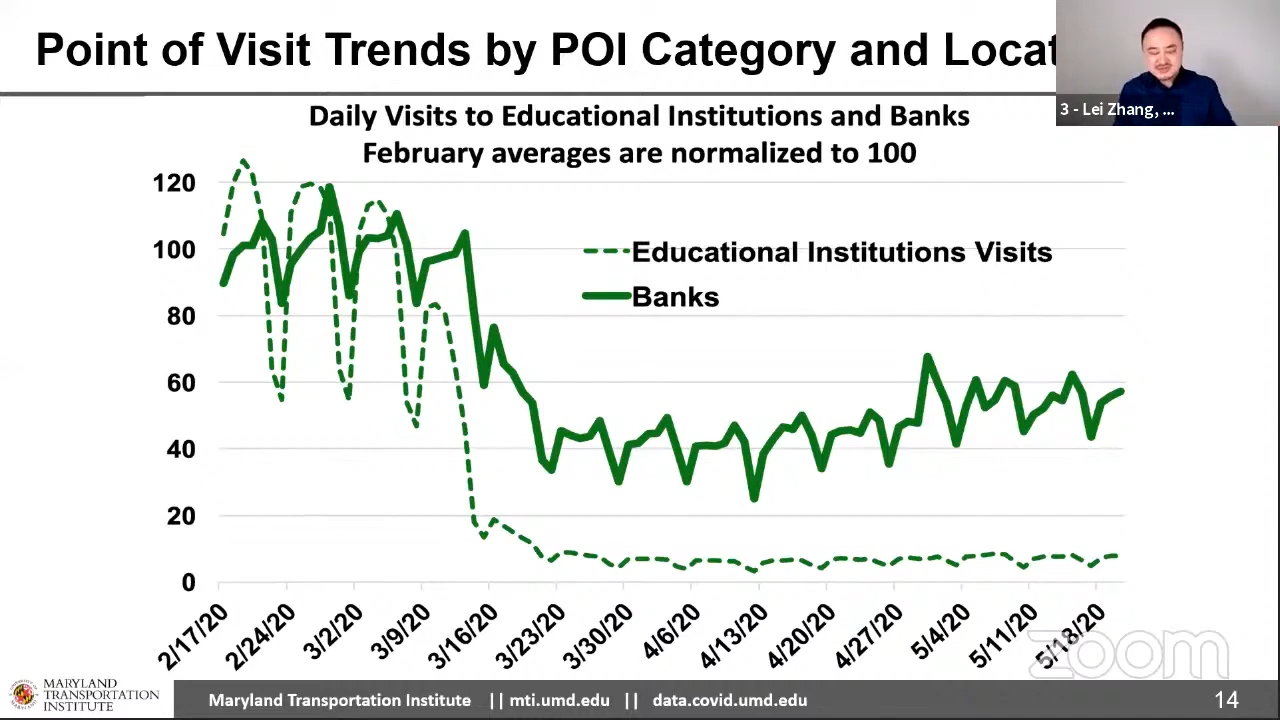 Point of Visit Trends by POI Category and Locat
3 - Lei Zhang, ...
Daily Visits to Educational Institutions and Banks
February averages are normalized to 100
120
100
80
60
40
20
0
Educational Institutions Visits
Banks
2/17/20
2/24/20
3/2/20
3/9/20
3/16/20
3/23/20
3/30/20
4/6/20
4/13/20
4/20/20
4/27/20
5/4/20
5/11/20
5/18/20
zoom
MARYLAND
TRANSPORTATION
INSTITUTE
Maryland Transportation Institute || mti.umd.edu || data.covid.umd.edu
14